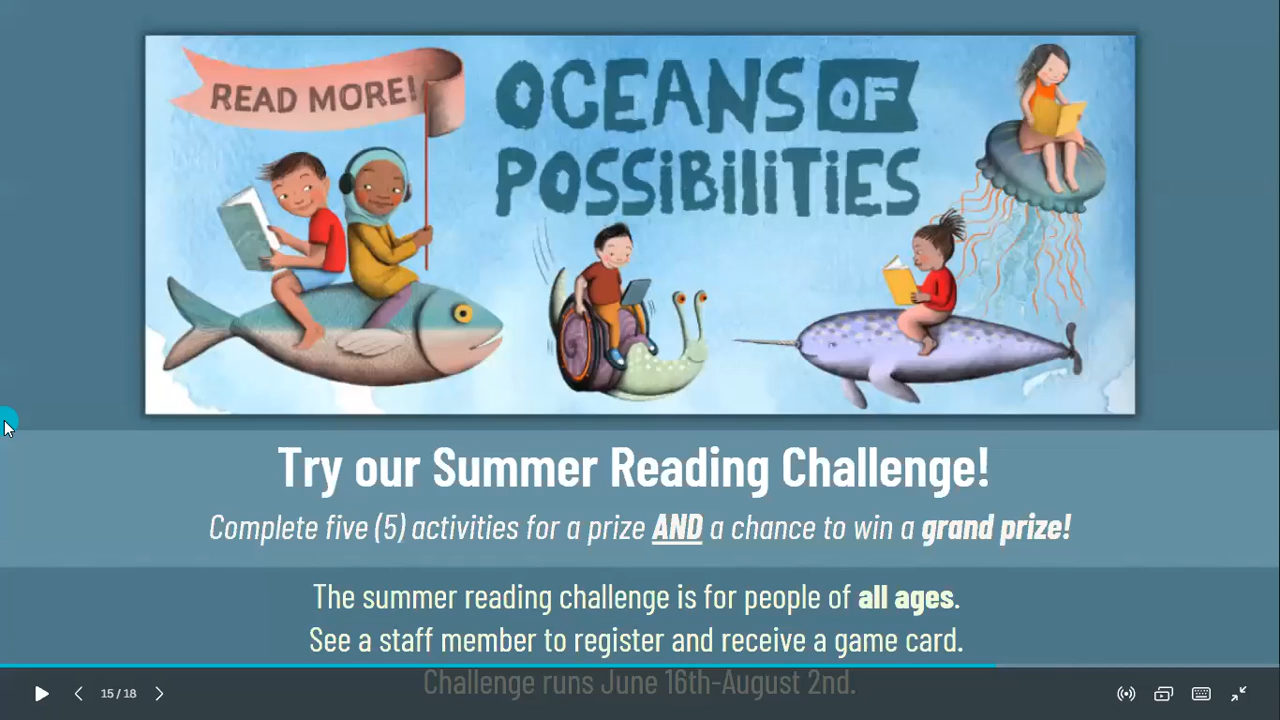 READ MORE!
OCEANS OF
POSSIBILITIES
Try our Summer Reading Challenge!
Complete five (5) activities for a prize AND a chance to win a grand prize!
The summer reading challenge is for people of all ages.
See a staff member to register and receive a game card.
Challenge runs June 16th-August 2nd.
15 / 18